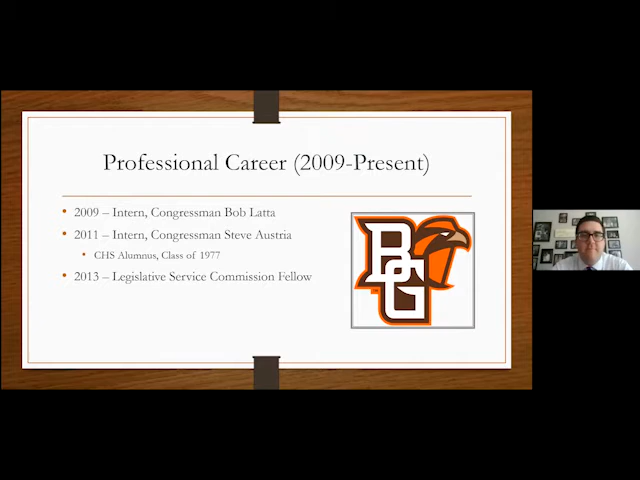 Professional Career (2009-Present)
• 2009 – Intern, Congressman Bob Latta
• 2011 – Intern, Congressman Steve Austria
• CHS Alumnus, Class of 1977
• 2013 – Legislative Service Commission Fellow
BG